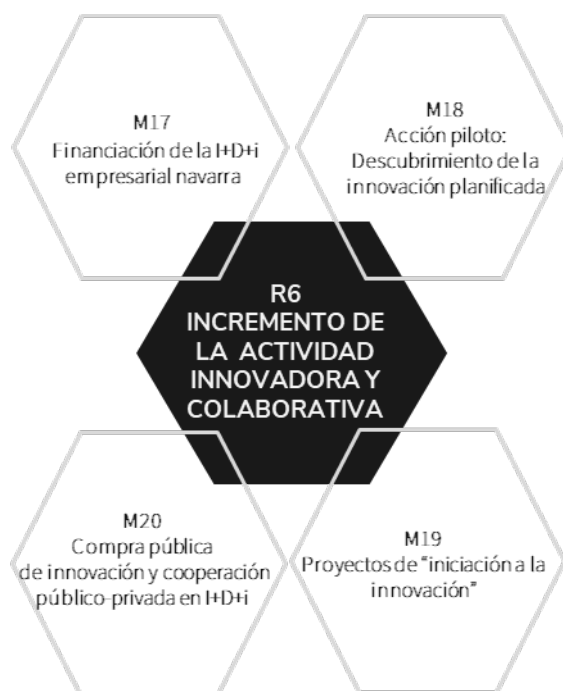 M17
Financiación de la I+D+i
empresarial navarra
M18
Acción piloto:
Descubrimiento de la
innovación planificada
R6
INCREMENTO DE
LA ACTIVIDAD
INNOVADORA Y
COLABORATIVA
M20
Compra pública
de innovación y cooperación
público-privada en I+D+i
M19
Proyectos de “iniciación a la
innovación”